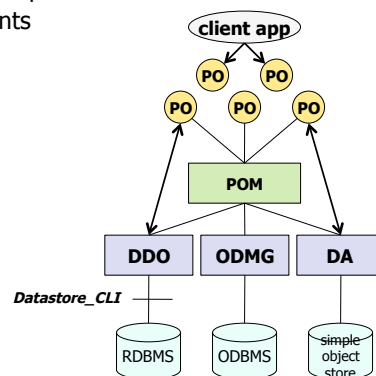 nts
client app
PO PO
PO PO PO
POM
DDO ODMG DA
Datastore_CLI
RDBMS ODBMS simple
object
store